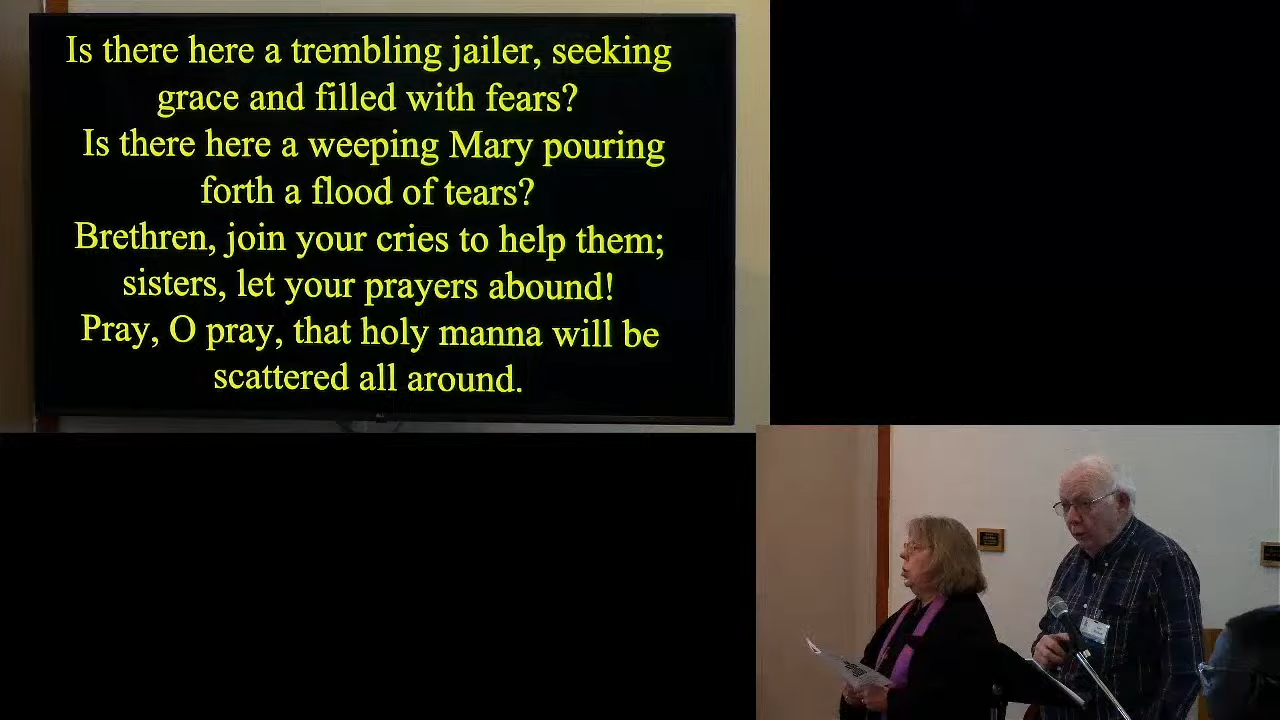 Is there here a trembling jailer, seeking
grace and filled with fears?
Is there here a weeping Mary pouring
forth a flood of tears?
Brethren, join your cries to help them;
sisters, let your prayers abound!
Pray, O pray, that holy manna will be
scattered all around.